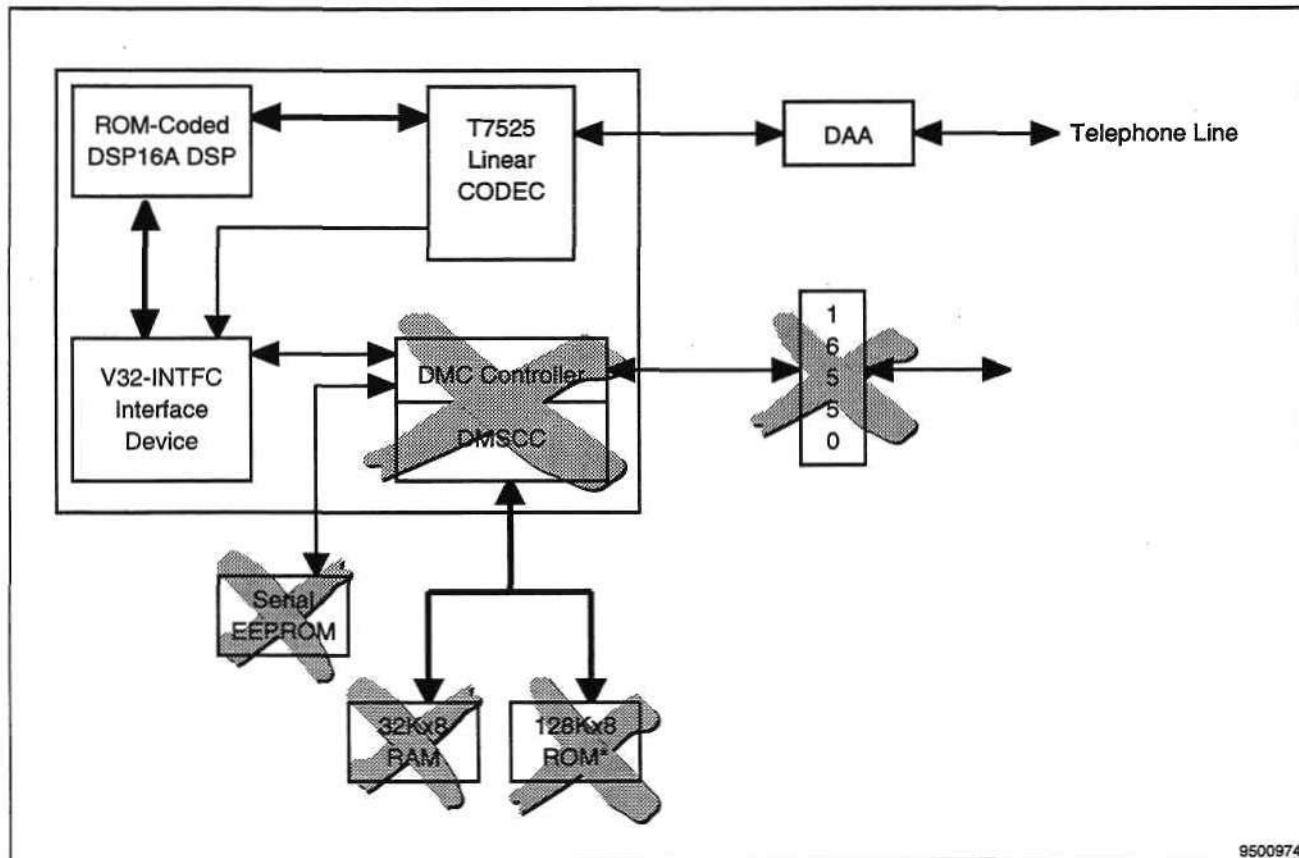 ROM-Coded
DSP16A DSP
T7525
Linear
CODEC
DAA
Telephone Line
V32-INTFC
Interface
Device
DMC Controller
DMSCC
1
6
5
5
0
Serial
EEPROM
32Kx8
RAM
128Kx8
ROM*
9500974